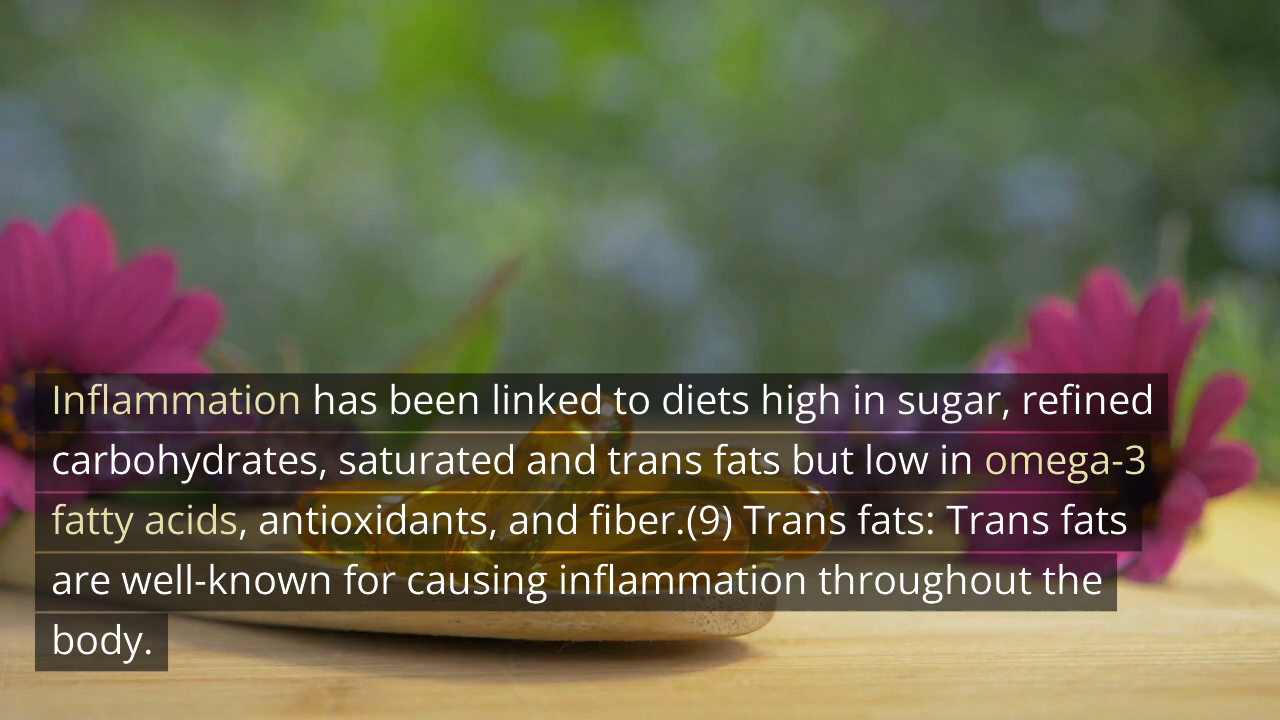 Inflammation has been linked to diets high in sugar, refined
carbohydrates, saturated and trans fats but low in omega-3
fatty acids, antioxidants, and fiber.(9) Trans fats: Trans fats
are well-known for causing inflammation throughout the
body.